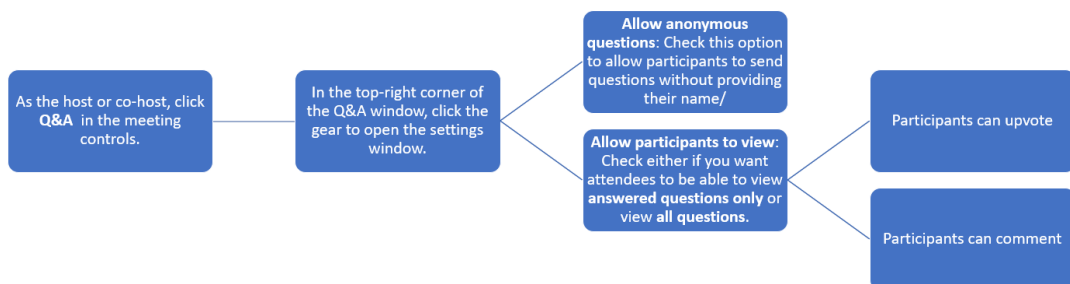 As the host or co-host, click
Q&A in the meeting
controls.
In the top-right corner of
the Q&A window, click the
gear to open the settings
window.
Allow anonymous
questions: Check this option
to allow participants to send
questions without providing
their name/
Allow participants to view:
Check either if you want
attendees to be able to view
answered questions only or
view all questions.
Participants can upvote
Participants can comment